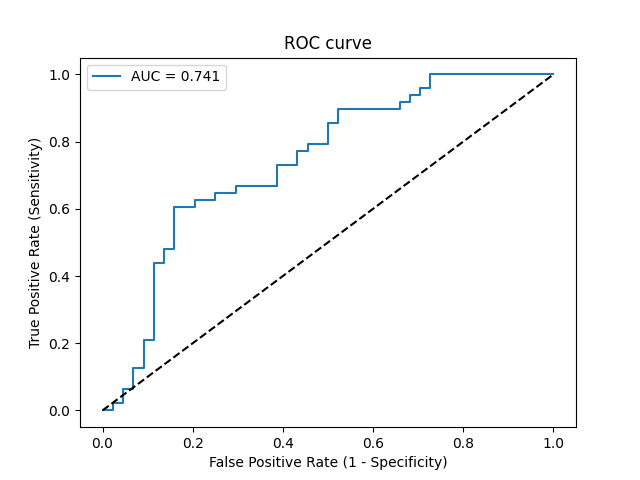 ROC curve
AUC = 0.741
True Positive Rate (Sensitivity)
1.0
0.8
0.6
0.4
0.2
0.0
0.0 0.2 0.4 0.6 0.8 1.0
False Positive Rate (1 - Specificity)